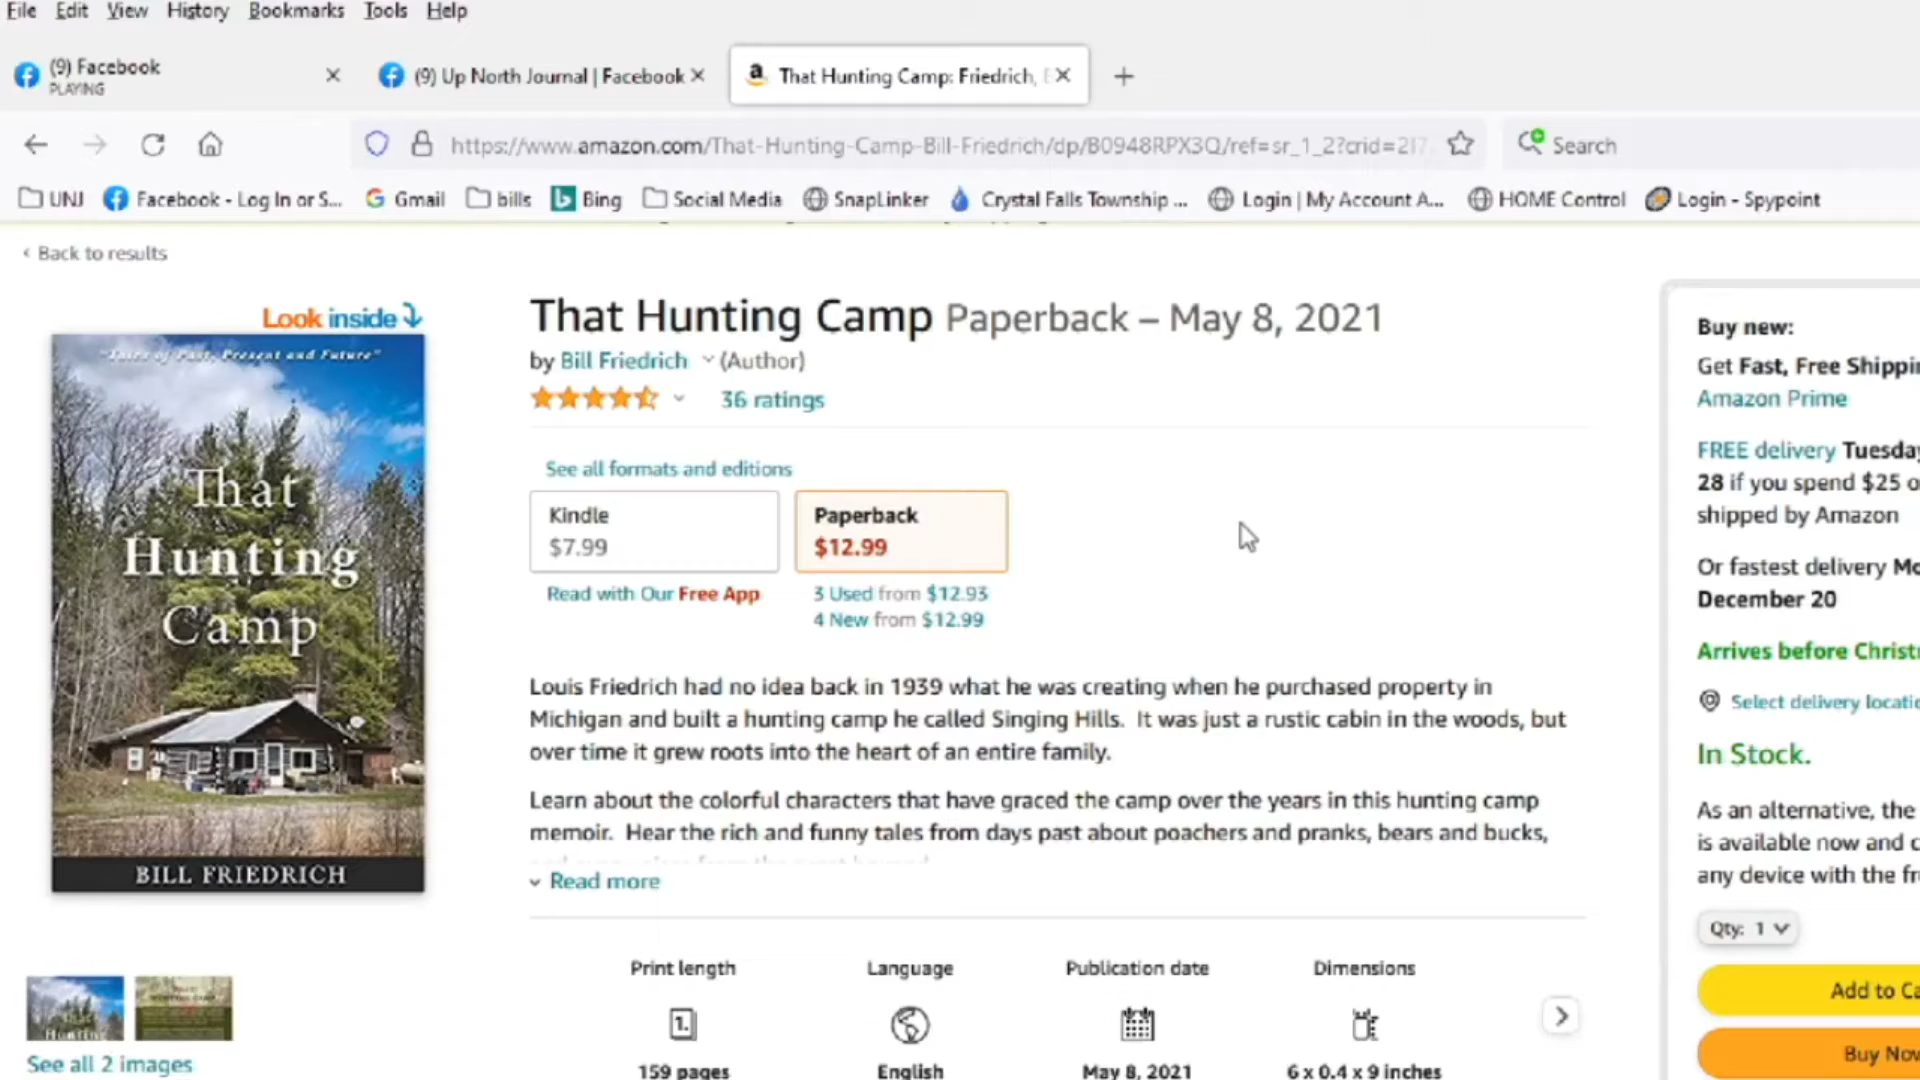 File Edit View History Bookmarks Tools Help
(9) Facebook
PLAYING
(9) Up North Journal | Facebook
That Hunting Camp: Friedrich,
https://www.amazon.com/That-Hunting-Camp-Bill-Friedrich/dp/B0948RPX3Q/ref=sr_1_2?crid=2I7
Search
UNJ Facebook - Log In or S... Gmail bills Bing Social Media SnapLinker Crystal Falls Township ... Login | My Account A... HOME Control Login - Spypoint
‹ Back to results
Look inside
"Tales of Past, Present and Future"
That
Hunting
Camp
BILL FRIEDRICH
See all 2 images
That Hunting Camp Paperback – May 8, 2021
by Bill Friedrich (Author)
36 ratings
See all formats and editions
Kindle
$7.99
Read with Our Free App
Paperback
$12.99
3 Used from $12.93
4 New from $12.99
Louis Friedrich had no idea back in 1939 what he was creating when he purchased property in
Michigan and built a hunting camp he called Singing Hills. It was just a rustic cabin in the woods, but
over time it grew roots into the heart of an entire family.
Learn about the colorful characters that have graced the camp over the years in this hunting camp
memoir. Hear the rich and funny tales from days past about poachers and pranks, bears and bucks,
Read more
Print length
1.
159 pages
Language
English
Publication date
May 8, 2021
Dimensions
6 x 0.4 x 9 inches
Buy new:
Get Fast, Free Shippin
Amazon Prime
FREE delivery Tuesday
28 if you spend $25 o
shipped by Amazon
Or fastest delivery Mo
December 20
Arrives before Christ
Select delivery locatio
In Stock.
As an alternative, the
is available now and c
any device with the fr
Qty: 1
Add to Ca
Buy Now